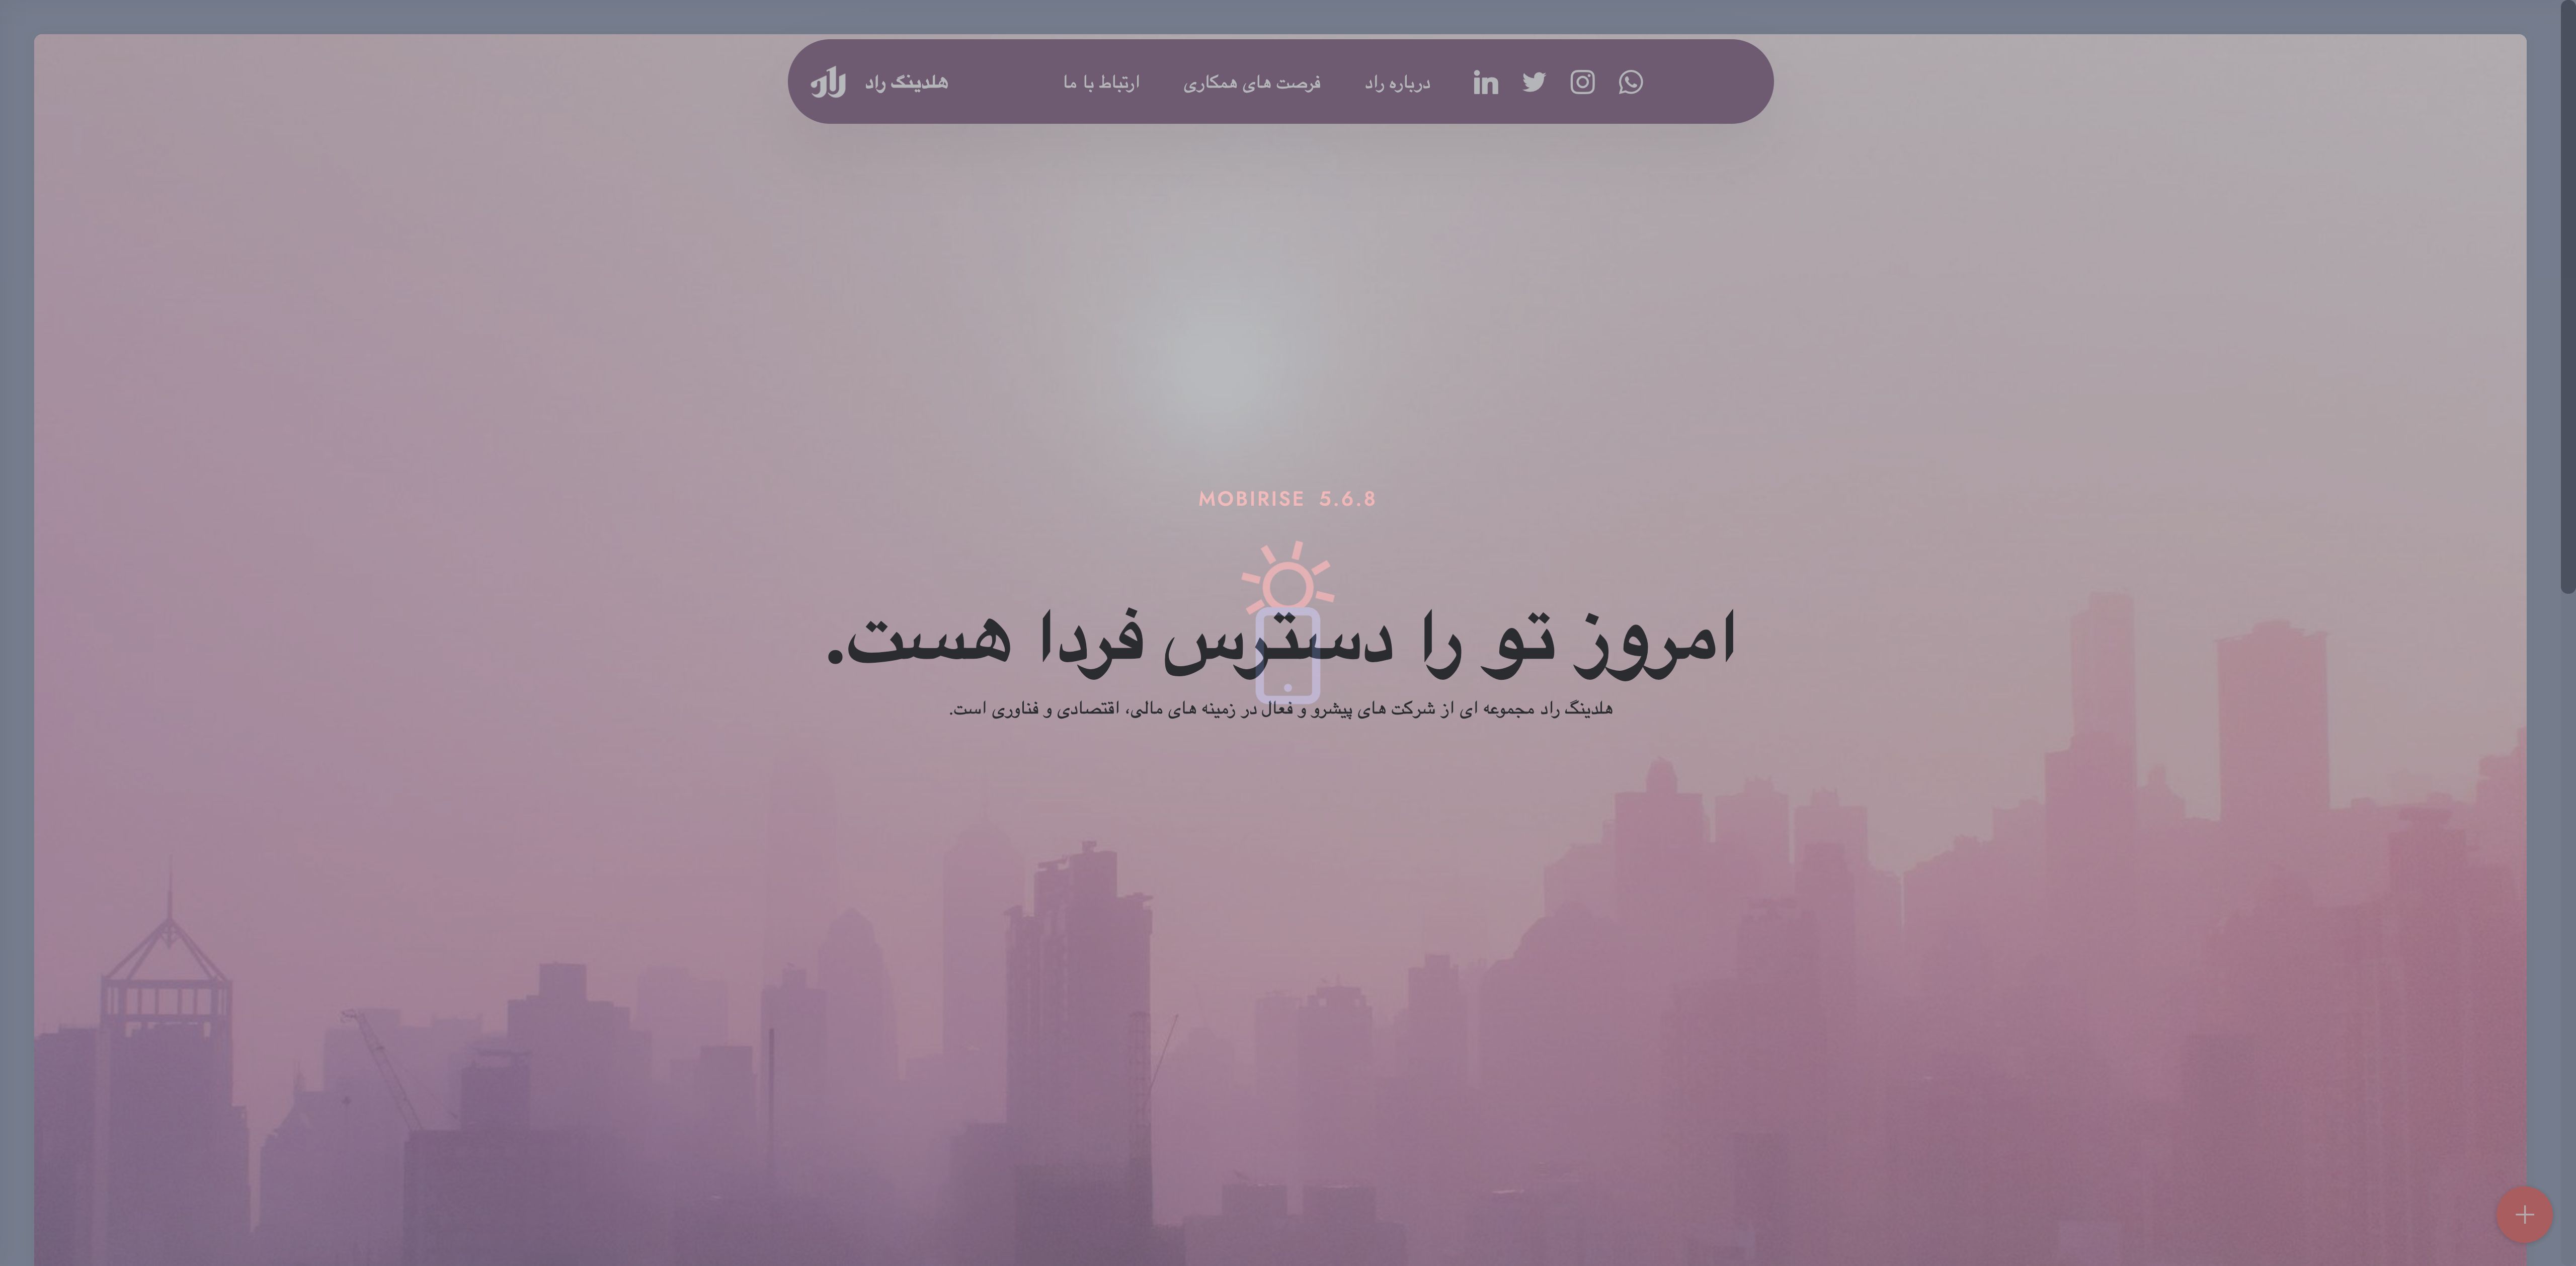 هلدینگ راد
ارتباط با ما
فرصت های همکاری
درباره راد
MOBIRISE 5.6.8
امروز تو را دسترس فردا هست.
هلدینگ راد مجموعه ای از شرکت های پیشرو و فعال در زمینه های مالی، اقتصادی و فناوری است.